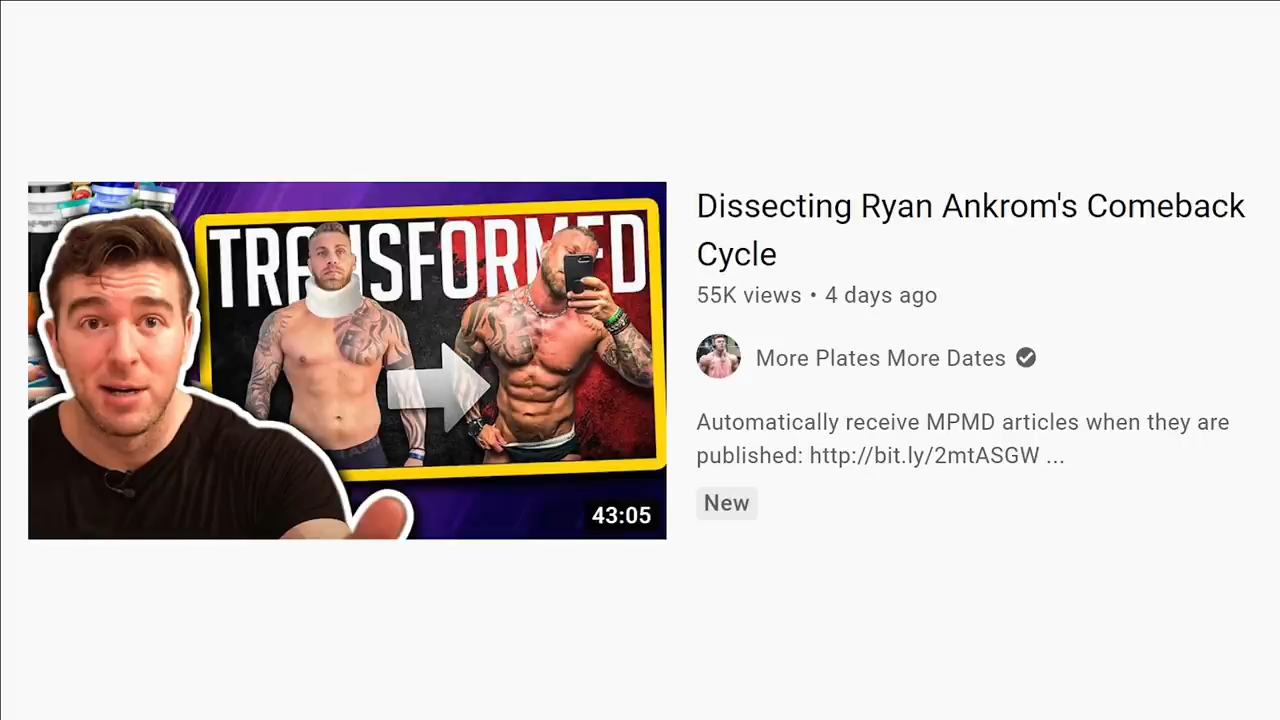 TRANSFORMED
43:05
Dissecting Ryan Ankrom's Comeback
Cycle
55K views • 4 days ago
More Plates More Dates
Automatically receive MPMD articles when they are
published: http://bit.ly/2mtASGW ...
New